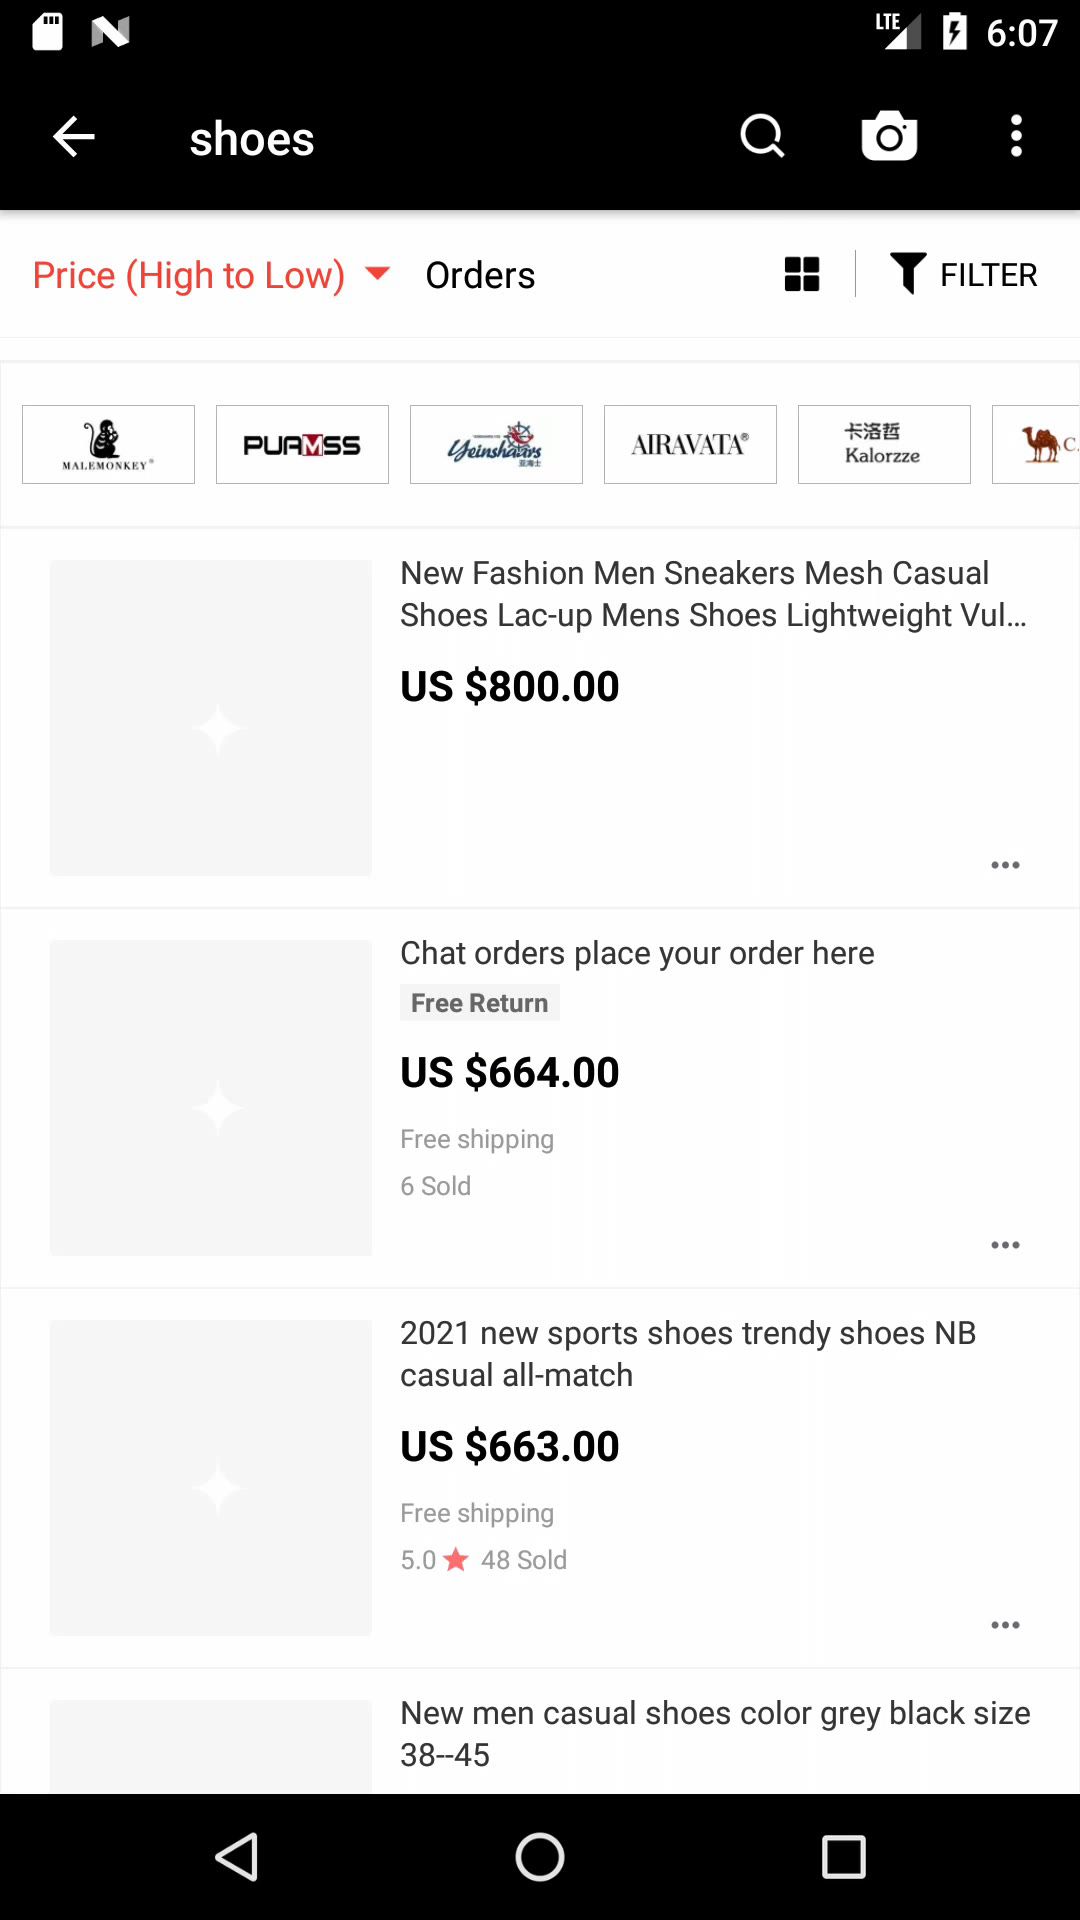 LTE 6:07
shoes
Price (High to Low) Orders FILTER
MALEMONKEY®
PUAMSS
Yeinshaars
亚海士
AIRAVATA®
卡洛哲
Kalorzze
C
New Fashion Men Sneakers Mesh Casual
Shoes Lac-up Mens Shoes Lightweight Vul...
US $800.00
Chat orders place your order here
Free Return
US $664.00
Free shipping
6 Sold
2021 new sports shoes trendy shoes NB
casual all-match
US $663.00
Free shipping
5.0 48 Sold
New men casual shoes color grey black size
38--45